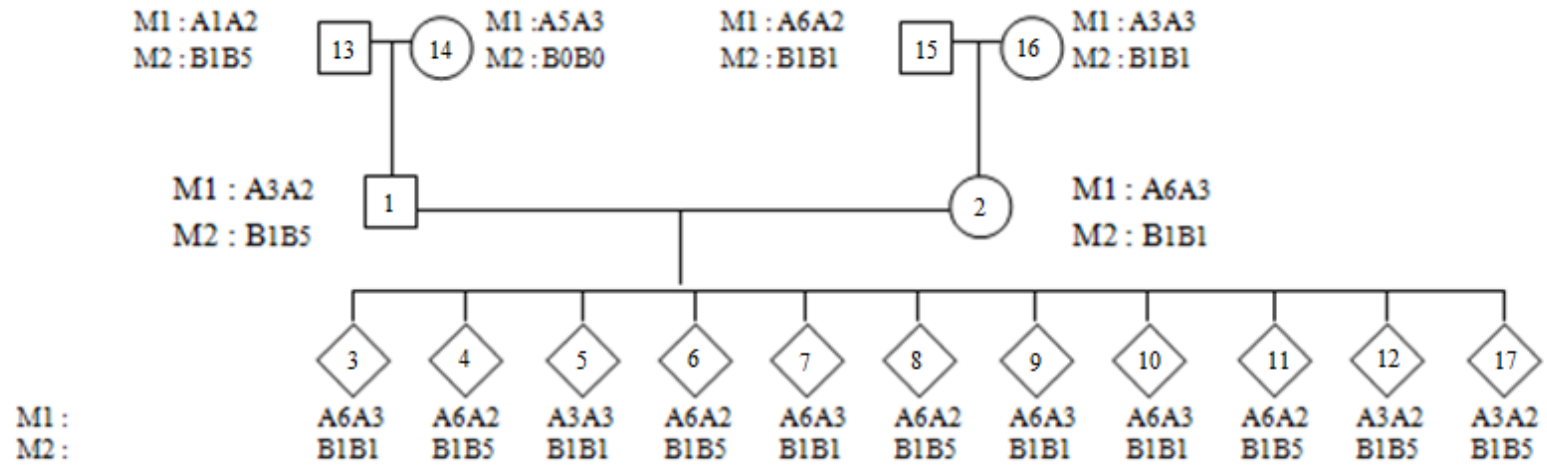 M1 : A1A2 M1 :A5A3 M1 : A6A2 M1 : A3A3
13 14 15 16
M2 : B1B5 M2 : B0B0 M2 : B1B1 M2 : B1B1
M1 : A3A2 M1 : A6A3
1 2
M2 : B1B5 M2 : B1B1
3 4 5 6 7 8 9 10 11 12 17
M1 : A6A3 A6A2 A3A3 A6A2 A6A3 A6A2 A6A3 A6A3 A6A2 A3A2 A3A2
M2 : B1B1 B1B5 B1B1 B1B5 B1B1 B1B5 B1B1 B1B1 B1B5 B1B5 B1B5